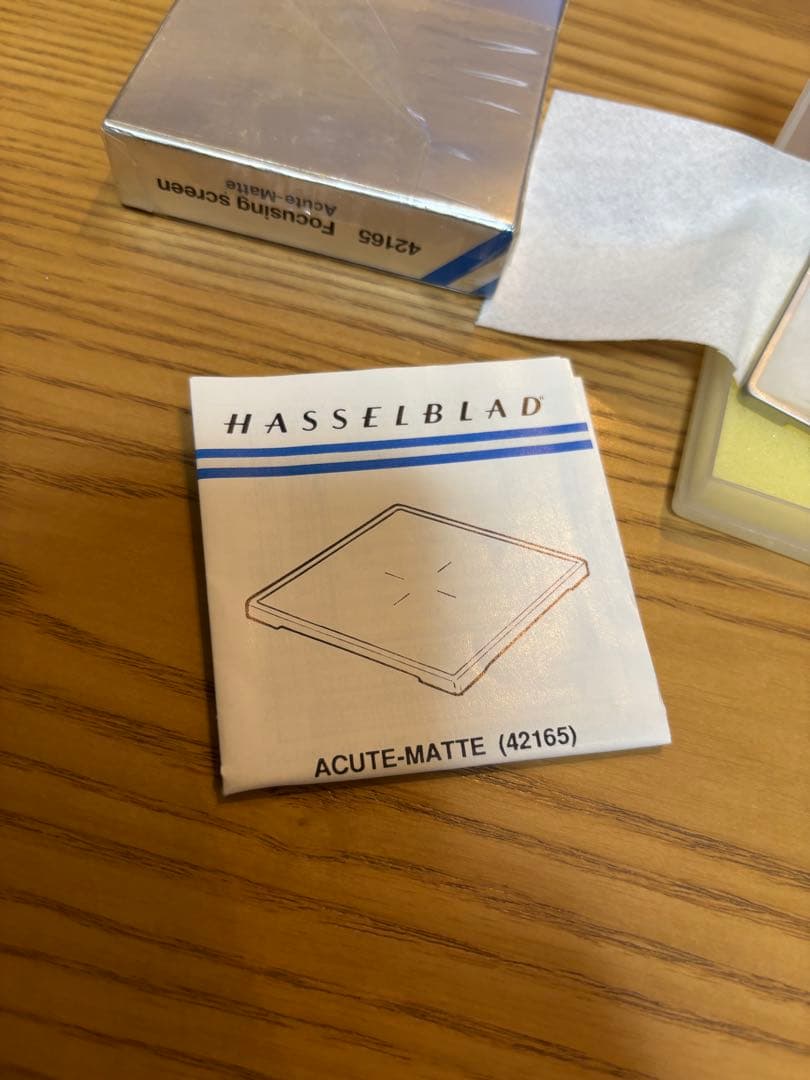 42165 Focusing screen
Acute-Matte
HASSELBLAD®
ACUTE-MATTE (42165)